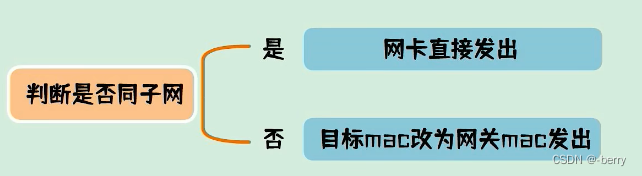 是
网卡直接发出
判断是否同子网
否
目标mac改为网关mac发出
CSDN @-berry